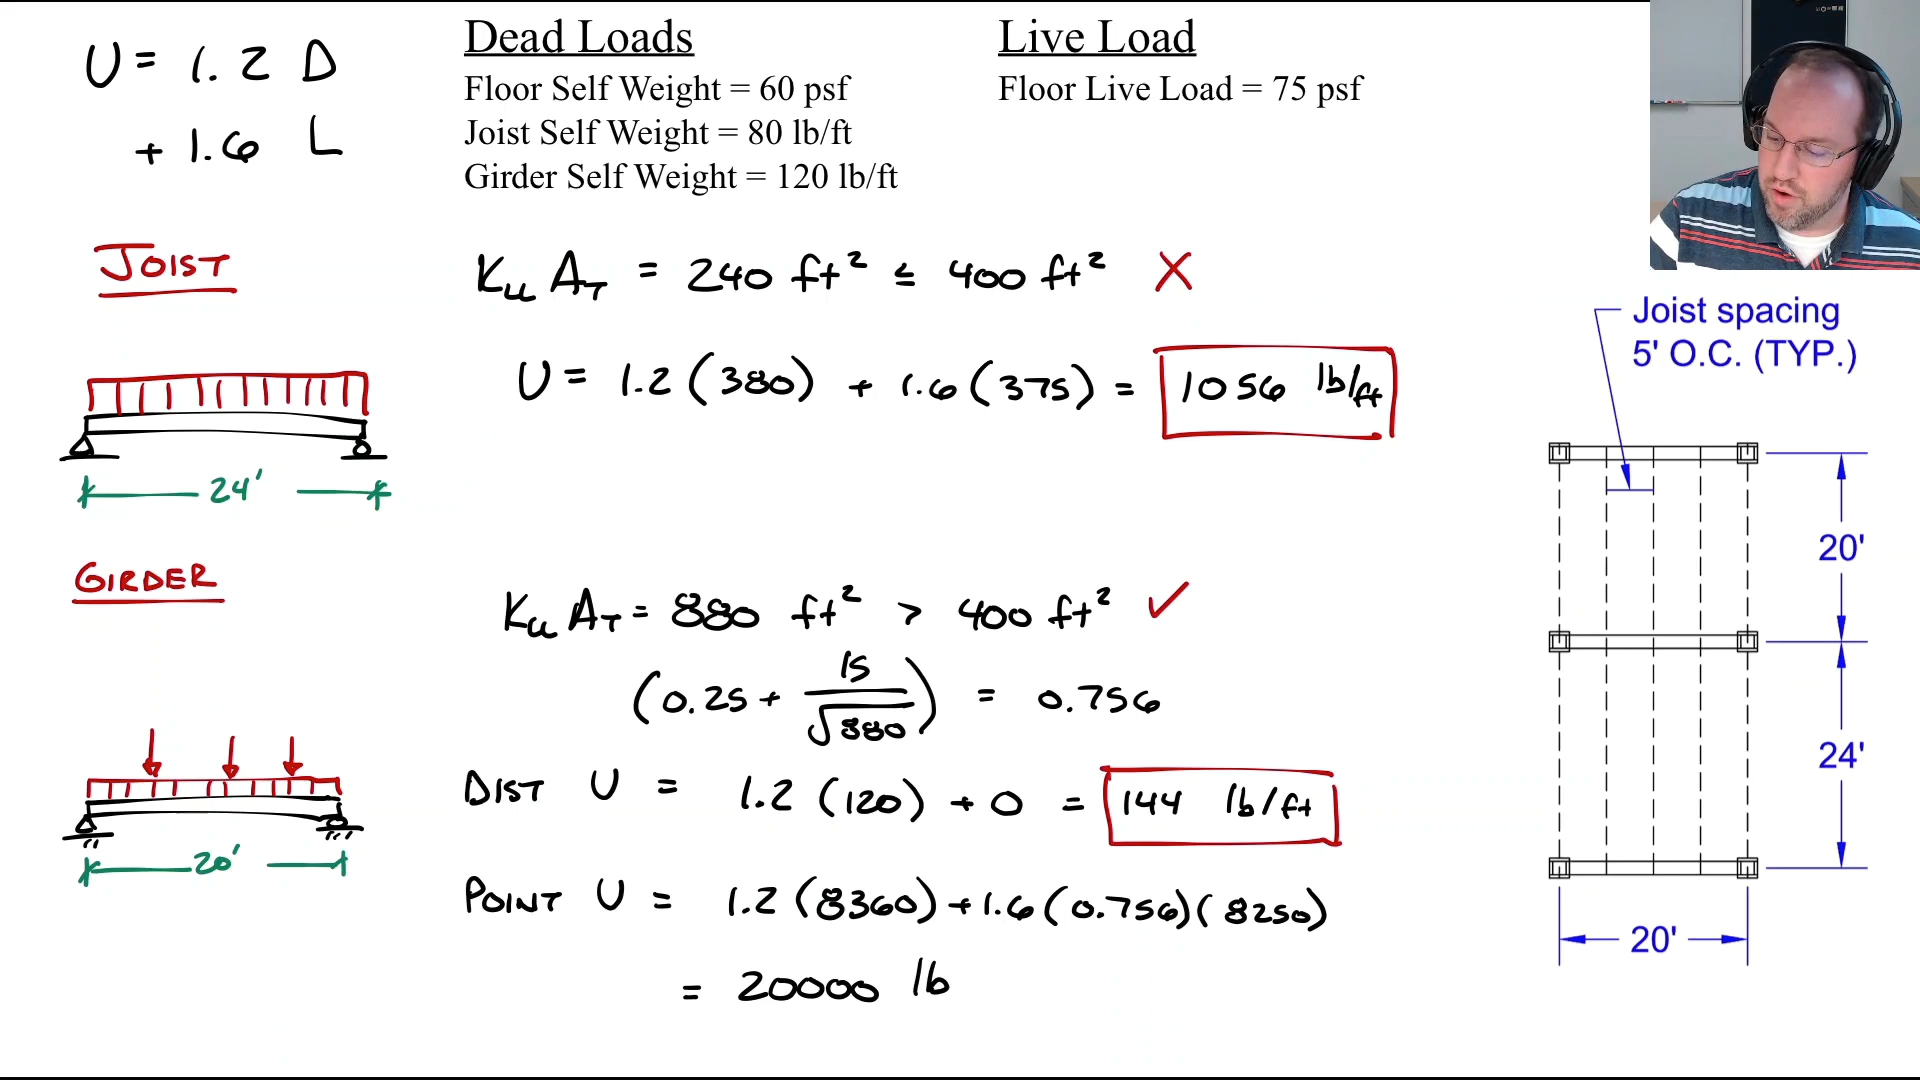 U = 1.2 D
+ 1.6 L
Dead Loads
Floor Self Weight = 60 psf
Joist Self Weight = 80 lb/ft
Girder Self Weight = 120 lb/ft
Live Load
Floor Live Load = 75 psf
JOIST
K_LL A_T = 240 ft² ≤ 400 ft² X
U = 1.2 (380) + 1.6 (375) = 1056 lb/ft
24'
GIRDER
K_LL A_T = 880 ft² > 400 ft² ✓
(0.25 + 15/√880) = 0.756
DIST U = 1.2 (120) + 0 = 144 lb/ft
20'
POINT U = 1.2 (8360) + 1.6 (0.756)(8250)
= 20000 lb
Joist spacing
5' O.C. (TYP.)
20'
24'
20'